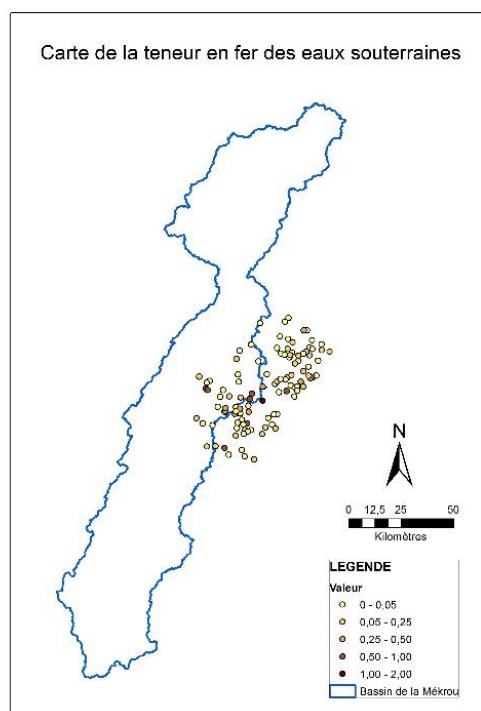 Carte de la teneur en fer des eaux souterraines
N
0 12,5 25 50
Kilomètres
LEGENDE
Valeur
0 - 0,05
0,05 - 0,25
0,25 - 0,50
0,50 - 1,00
1,00 - 2,00
Bassin de la Mékrou